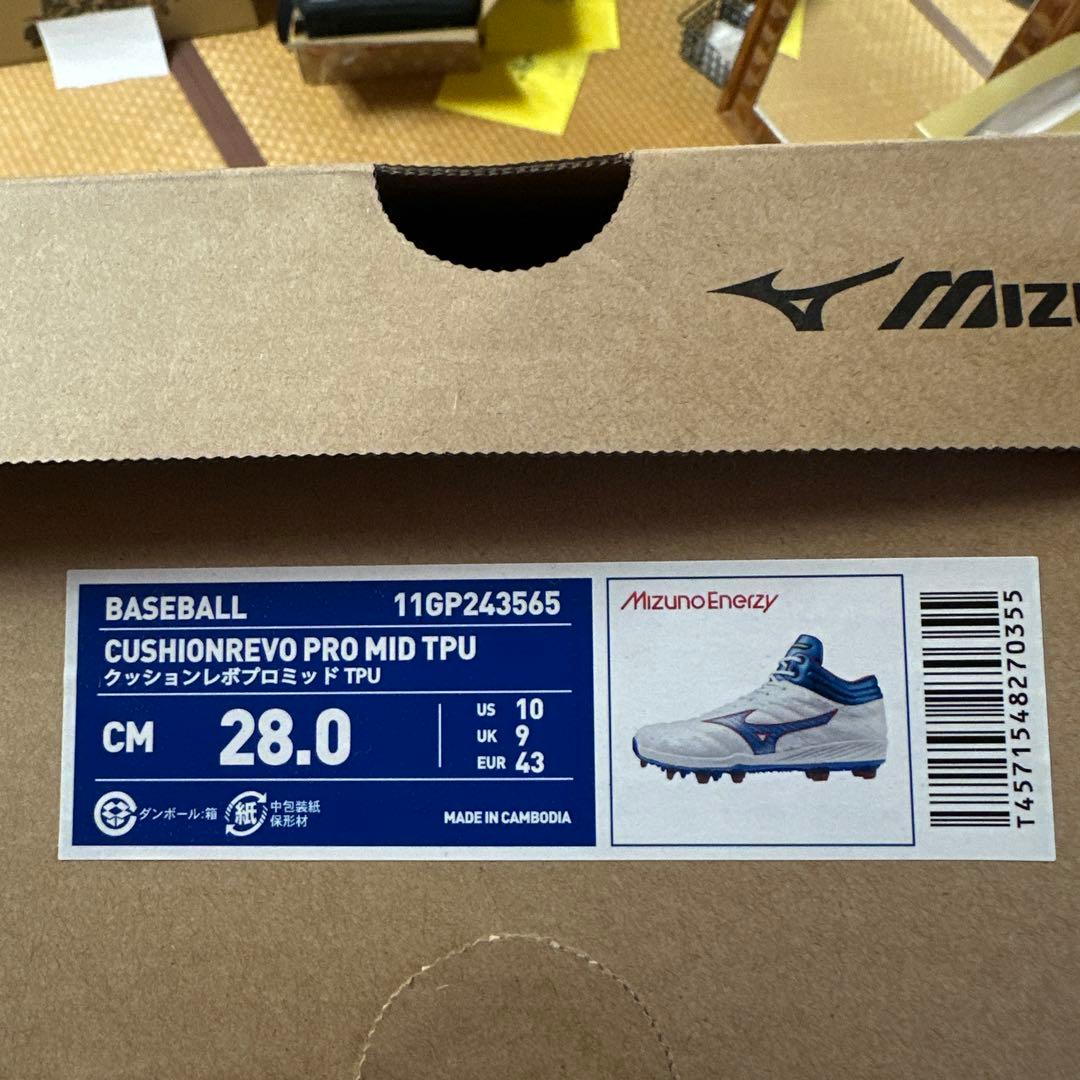 MIZU
BASEBALL 11GP243565
CUSHIONREVO PRO MID TPU
クッションレボプロミッド TPU
CM 28.0
US 10
UK 9
EUR 43
ダンボール:箱
紙
中包装紙
保形材
MADE IN CAMBODIA
Mizuno Enerzy
T4571548270355